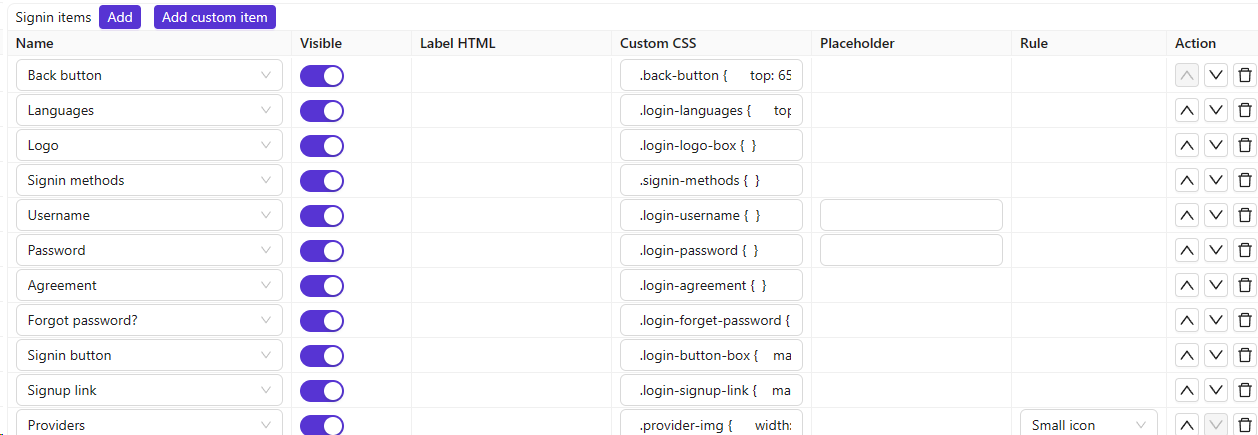 Signin items Add Add custom item
Name Visible Label HTML Custom CSS Placeholder Rule Action
Back button .back-button { top: 65
Languages .login-languages { top
Logo .login-logo-box { }
Signin methods .signin-methods { }
Username .login-username { }
Password .login-password { }
Agreement .login-agreement { }
Forgot password? .login-forget-password {
Signin button .login-button-box { ma
Signup link .login-signup-link { ma
Providers .provider-img { width: Small icon